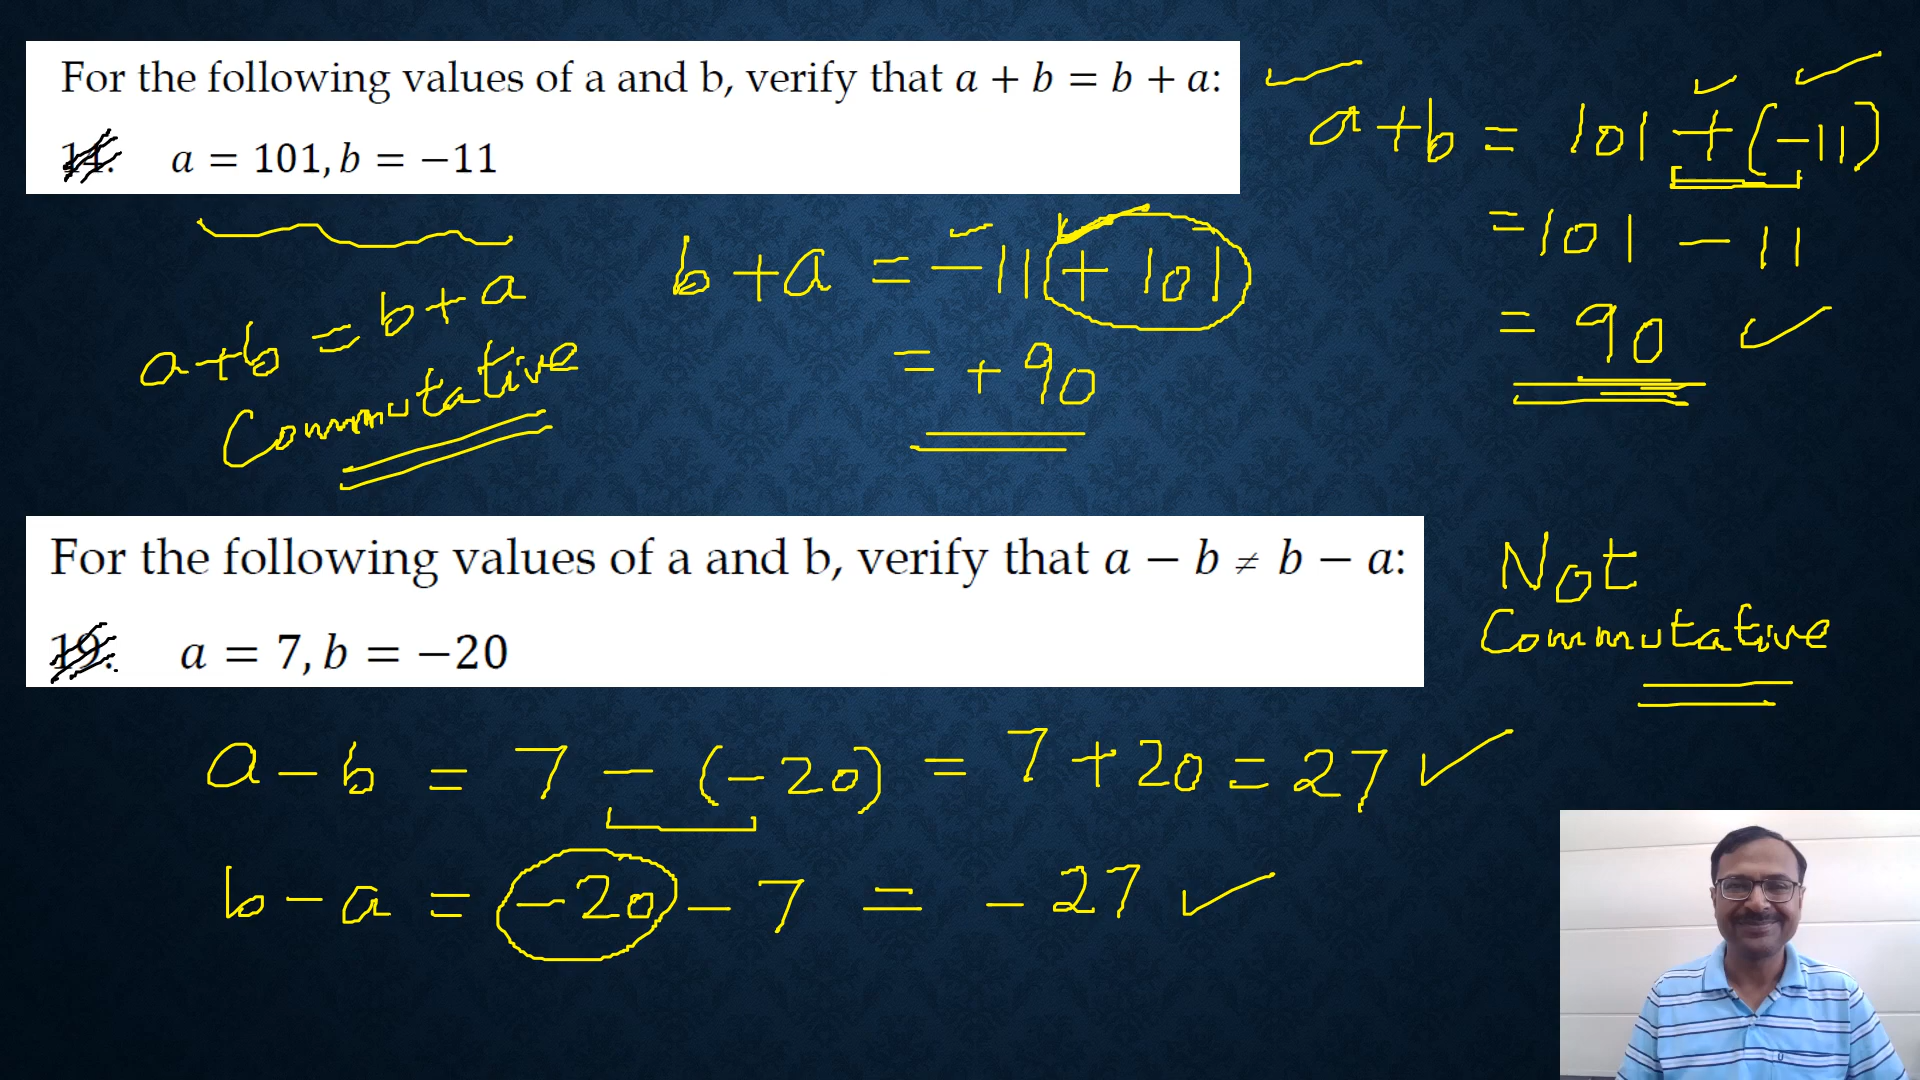 For the following values of a and b, verify that a + b = b + a:
14. a = 101, b = −11
a+b = 101 + (−11)
= 101 − 11
= 90
b + a = −11 + 101
= + 90
a+b = b+a
Commutative
For the following values of a and b, verify that a − b ≠ b − a:
19. a = 7, b = −20
Not
Commutative
a − b = 7 − (−20) = 7 + 20 = 27
b − a = −20 − 7 = − 27